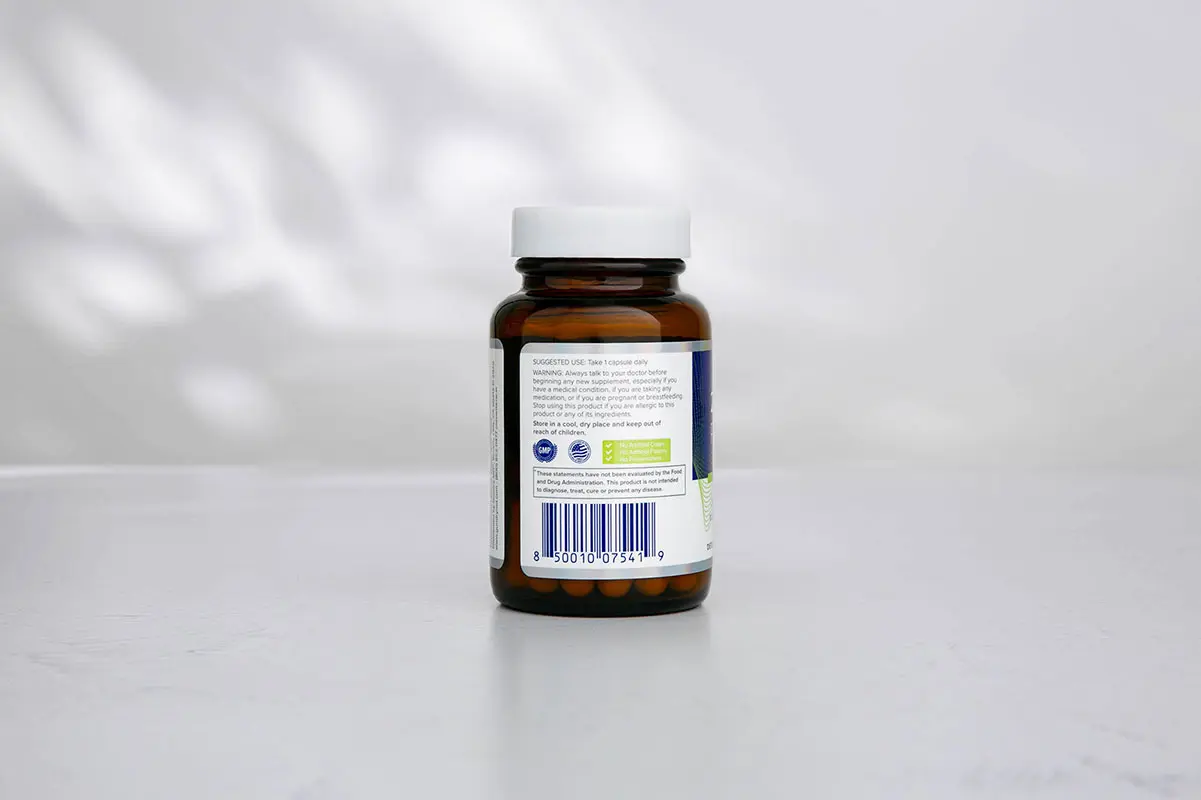 SUGGESTED USE: Take 1 capsule daily
WARNING: Always talk to your doctor before
beginning any new supplement, especially if you
have a medical condition, if you are taking any
medication, or if you are pregnant or breastfeeding.
Stop using this product if you are allergic to this
product or any of its ingredients.
Store in a cool, dry place and keep out of
reach of children.
GMP
No Artificial Colors
No Artificial Flavors
No Preservatives
*These statements have not been evaluated by the Food
and Drug Administration. This product is not intended
to diagnose, treat, cure or prevent any disease.
8 50010 07541 9